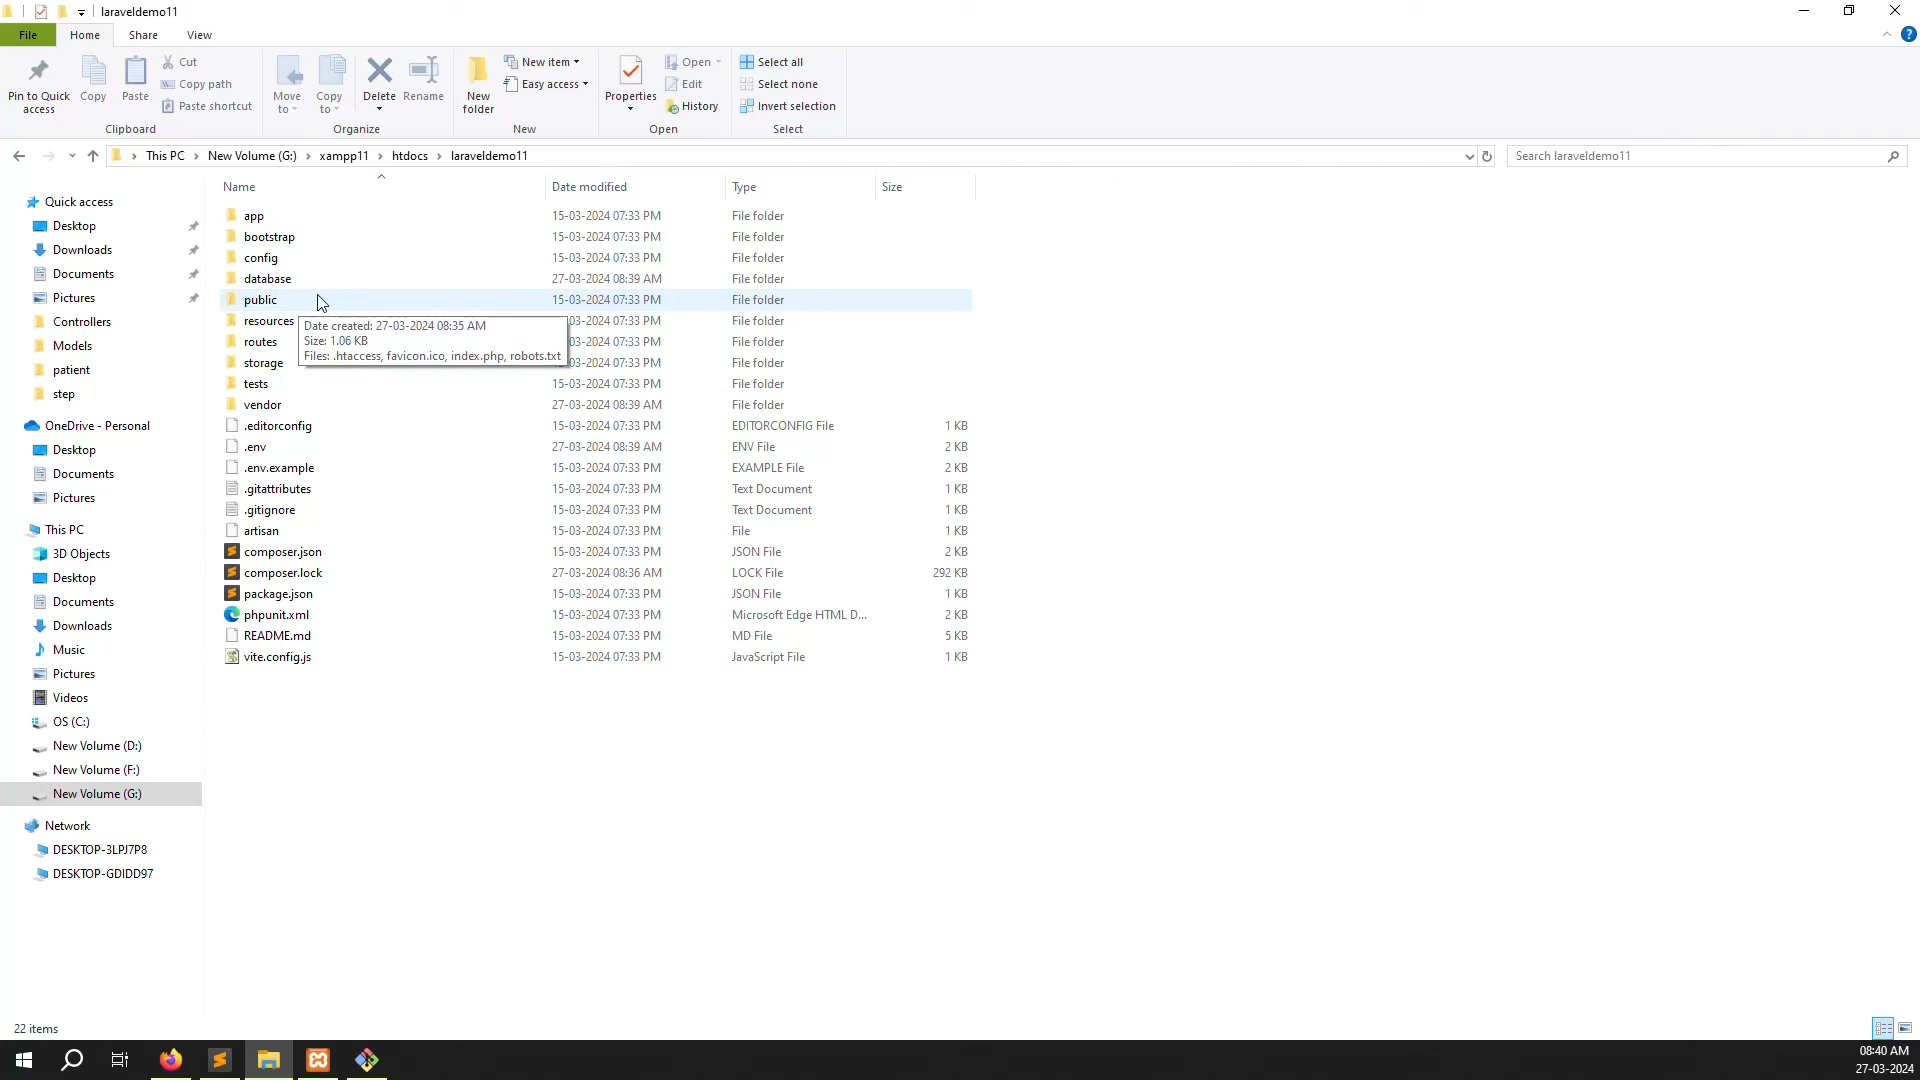 laraveldemo11
File Home Share View
Pin to Quick access
Copy
Paste
Cut
Copy path
Paste shortcut
Clipboard
Move to
Copy to
Delete
Rename
Organize
New folder
New item
Easy access
New
Properties
Open
Edit
History
Open
Select all
Select none
Invert selection
Select
This PC > New Volume (G:) > xampp11 > htdocs > laraveldemo11
Search laraveldemo11
Quick access
Desktop
Downloads
Documents
Pictures
Controllers
Models
patient
step
OneDrive - Personal
Desktop
Documents
Pictures
This PC
3D Objects
Desktop
Documents
Downloads
Music
Pictures
Videos
OS (C:)
New Volume (D:)
New Volume (F:)
New Volume (G:)
Network
DESKTOP-3LPJ7P8
DESKTOP-GDIDD97
Name Date modified Type Size
app 15-03-2024 07:33 PM File folder
bootstrap 15-03-2024 07:33 PM File folder
config 15-03-2024 07:33 PM File folder
database 27-03-2024 08:39 AM File folder
public 15-03-2024 07:33 PM File folder
resources 03-2024 07:33 PM File folder
routes 03-2024 07:33 PM File folder
storage 03-2024 07:33 PM File folder
Date created: 27-03-2024 08:35 AM
Size: 1.06 KB
Files: .htaccess, favicon.ico, index.php, robots.txt
tests 15-03-2024 07:33 PM File folder
vendor 27-03-2024 08:39 AM File folder
.editorconfig 15-03-2024 07:33 PM EDITORCONFIG File 1 KB
.env 27-03-2024 08:39 AM ENV File 2 KB
.env.example 15-03-2024 07:33 PM EXAMPLE File 2 KB
.gitattributes 15-03-2024 07:33 PM Text Document 1 KB
.gitignore 15-03-2024 07:33 PM Text Document 1 KB
artisan 15-03-2024 07:33 PM File 1 KB
composer.json 15-03-2024 07:33 PM JSON File 2 KB
composer.lock 27-03-2024 08:36 AM LOCK File 292 KB
package.json 15-03-2024 07:33 PM JSON File 1 KB
phpunit.xml 15-03-2024 07:33 PM Microsoft Edge HTML D... 2 KB
README.md 15-03-2024 07:33 PM MD File 5 KB
vite.config.js 15-03-2024 07:33 PM JavaScript File 1 KB
22 items
08:40 AM
27-03-2024